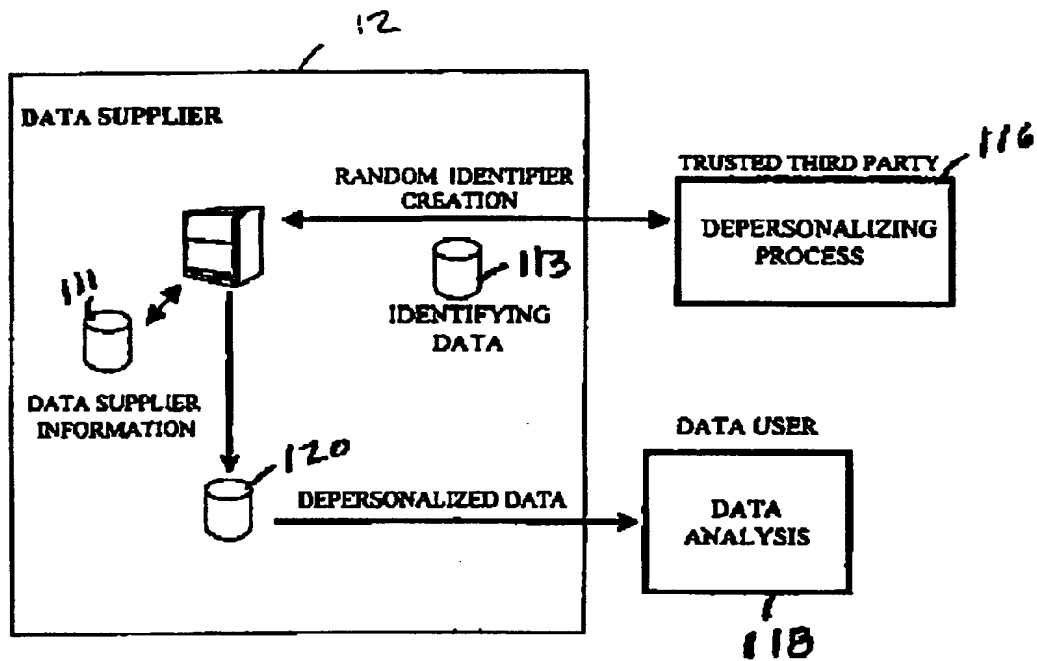 12
DATA SUPPLIER
RANDOM IDENTIFIER
CREATION
TRUSTED THIRD PARTY
116
DEPERSONALIZING
PROCESS
111
113
IDENTIFYING
DATA
DATA SUPPLIER
INFORMATION
120
DEPERSONALIZED DATA
DATA USER
DATA
ANALYSIS
118